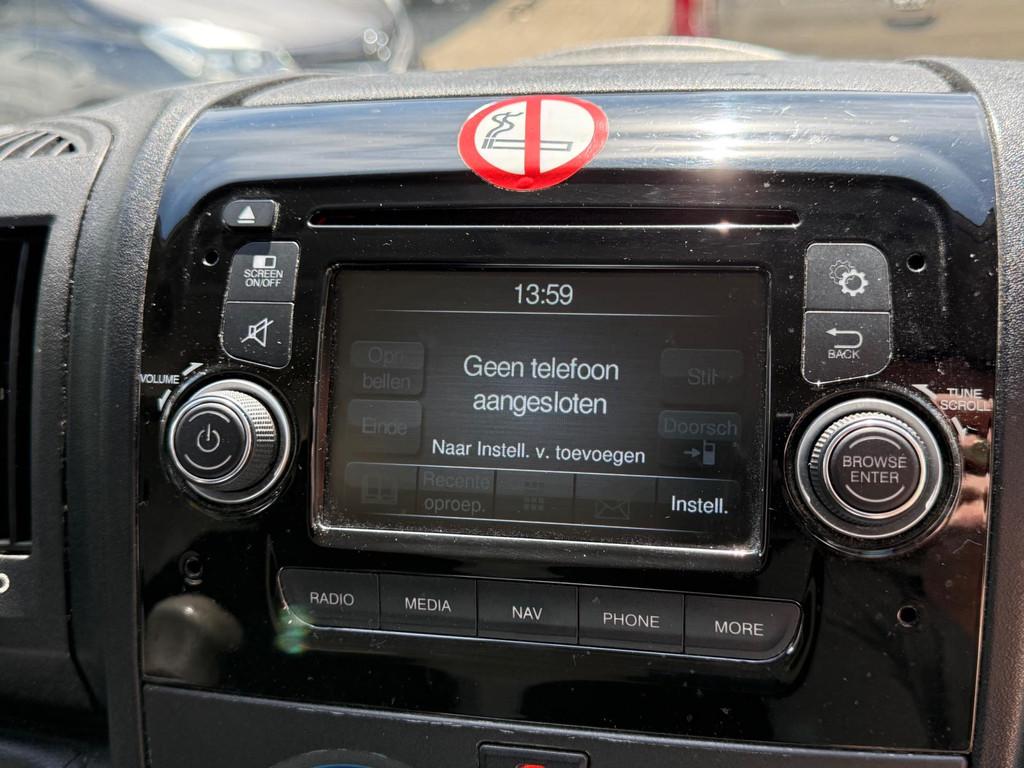 SCREEN
ON/OFF
VOLUME
13:59
Opn.
bellen
Einde
Geen telefoon
aangesloten
Naar Instell. v. toevoegen
Stil
Doorsch
Recente
oproep.
Instell.
BACK
TUNE
SCROLL
BROWSE
ENTER
RADIO
MEDIA
NAV
PHONE
MORE